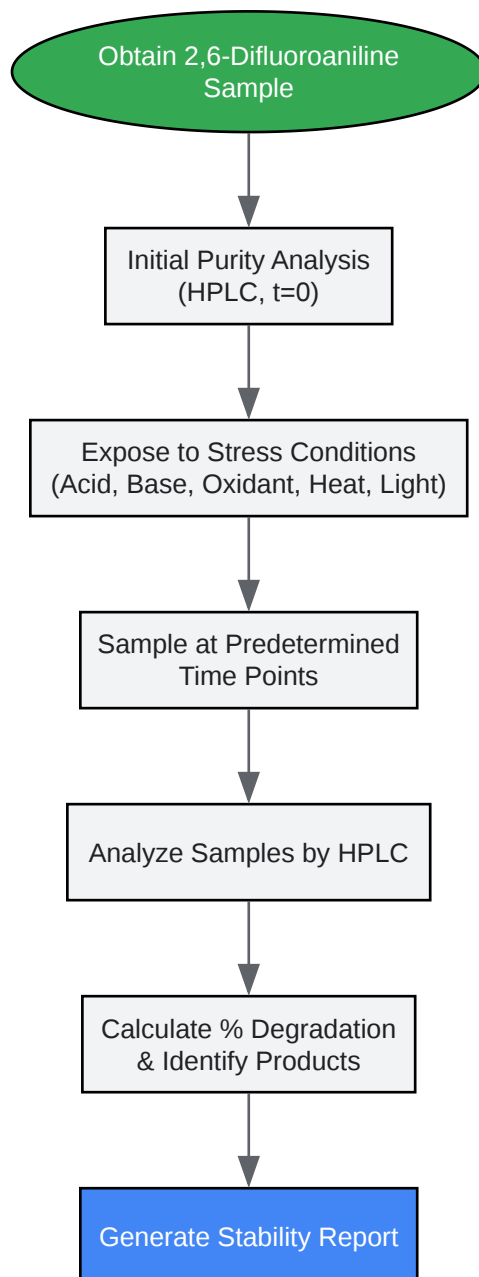 Obtain 2,6-Difluoroaniline
Sample
Initial Purity Analysis
(HPLC, t=0)
Expose to Stress Conditions
(Acid, Base, Oxidant, Heat, Light)
Sample at Predetermined
Time Points
Analyze Samples by HPLC
Calculate % Degradation
& Identify Products
Generate Stability Report